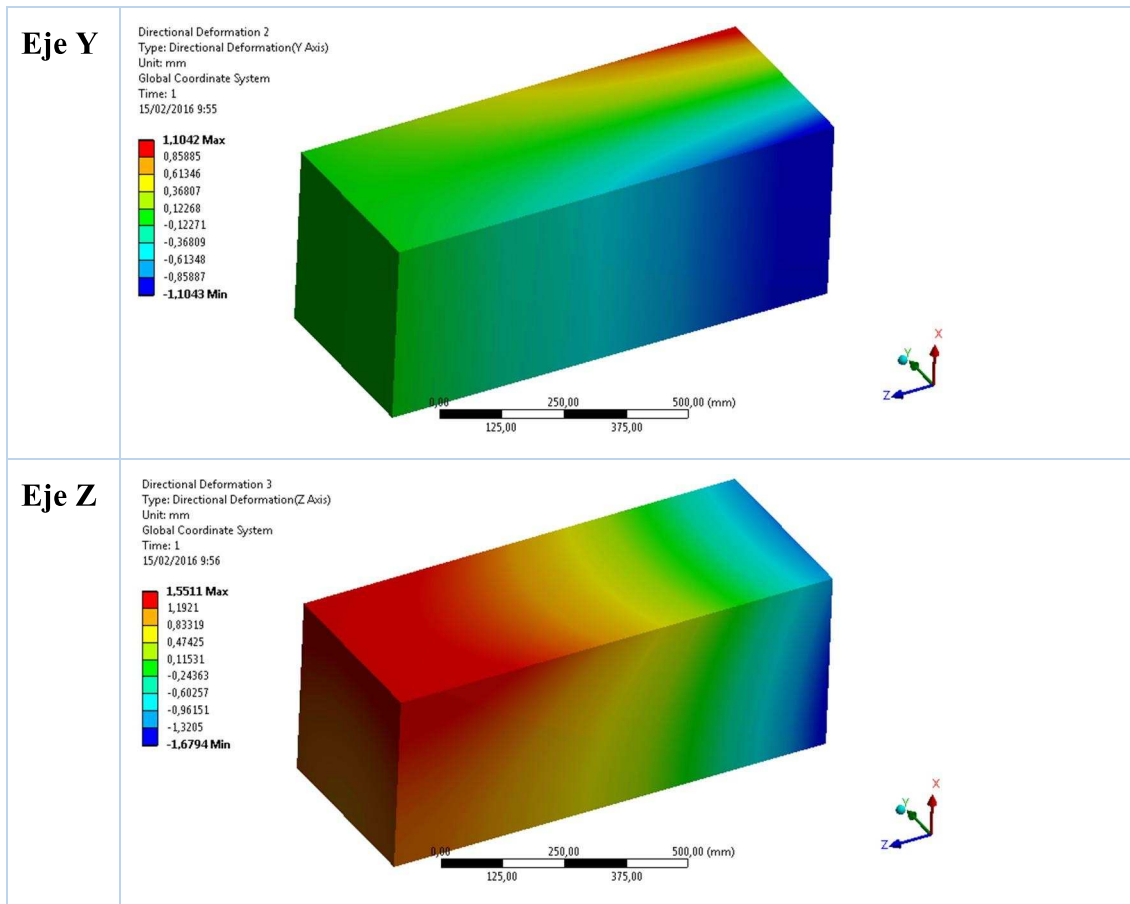 Eje Y
Directional Deformation 2
Type: Directional Deformation(Y Axis)
Unit: mm
Global Coordinate System
Time: 1
15/02/2016 9:55
1,1042 Max
0,85885
0,61346
0,36807
0,12268
-0,12271
-0,36809
-0,61348
-0,85887
-1,1043 Min
X
Y
Z
0,00 250,00 500,00 (mm)
125,00 375,00
Eje Z
Directional Deformation 3
Type: Directional Deformation(Z Axis)
Unit: mm
Global Coordinate System
Time: 1
15/02/2016 9:56
1,5511 Max
1,1921
0,83319
0,47425
0,11531
-0,24363
-0,60257
-0,96151
-1,3205
-1,6794 Min
X
Y
Z
0,00 250,00 500,00 (mm)
125,00 375,00